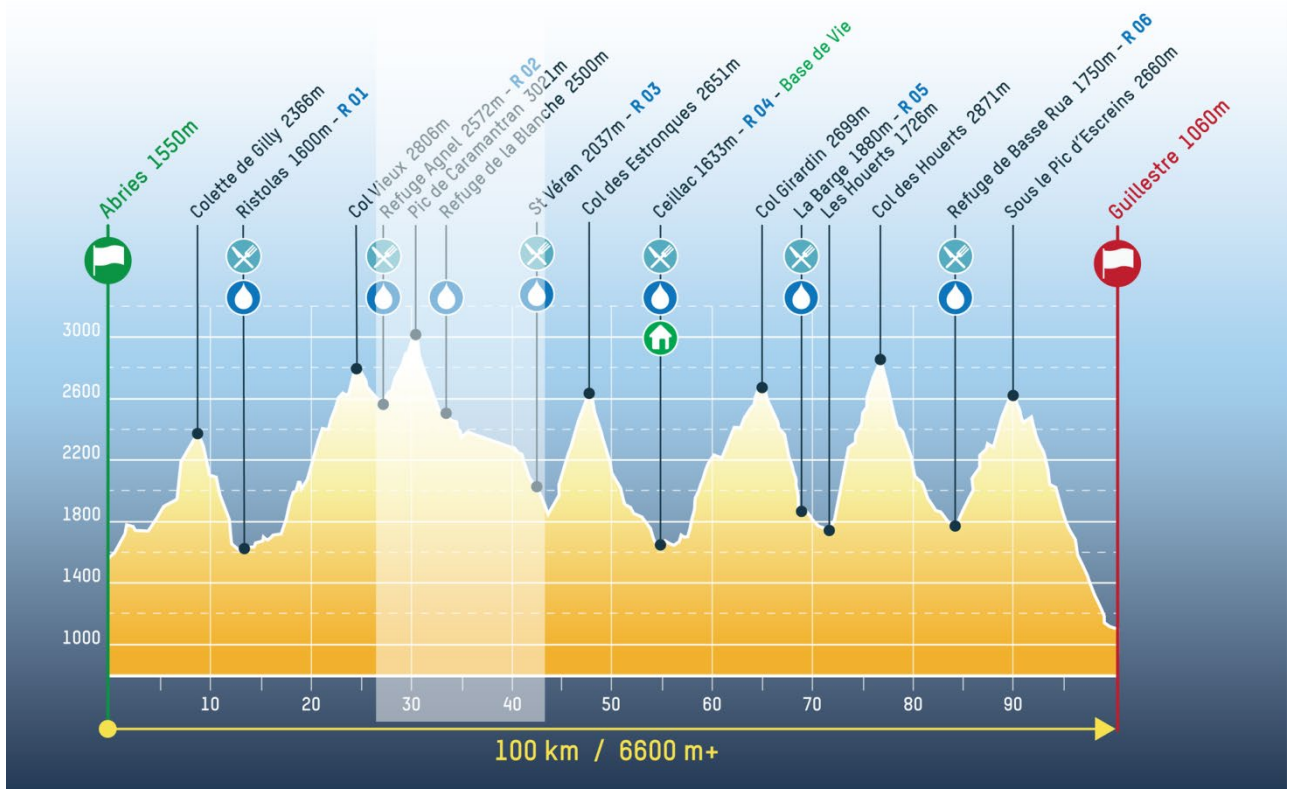 Abries 1550m
Colette de Gilly 2366m
Ristolas 1600m - R 01
Col Vieux 2806m
Refuge Agnel 2572m - R 02
Pic de Caramantran 3021m
Refuge de la Blanche 2500m
St Véran 2037m - R 03
Col des Estronques 2651m
Ceillac 1633m - R 04 - Base de Vie
Col Girardin 2699m
La Barge 1880m - R 05
Les Houerts 1726m
Col des Houerts 2871m
Refuge de Basse Rua 1750m - R 06
Sous le Pic d'Escreins 2660m
Guillestre 1060m
3000
2600
2200
1800
1400
1000
10 20 30 40 50 60 70 80 90
100 km / 6600 m+